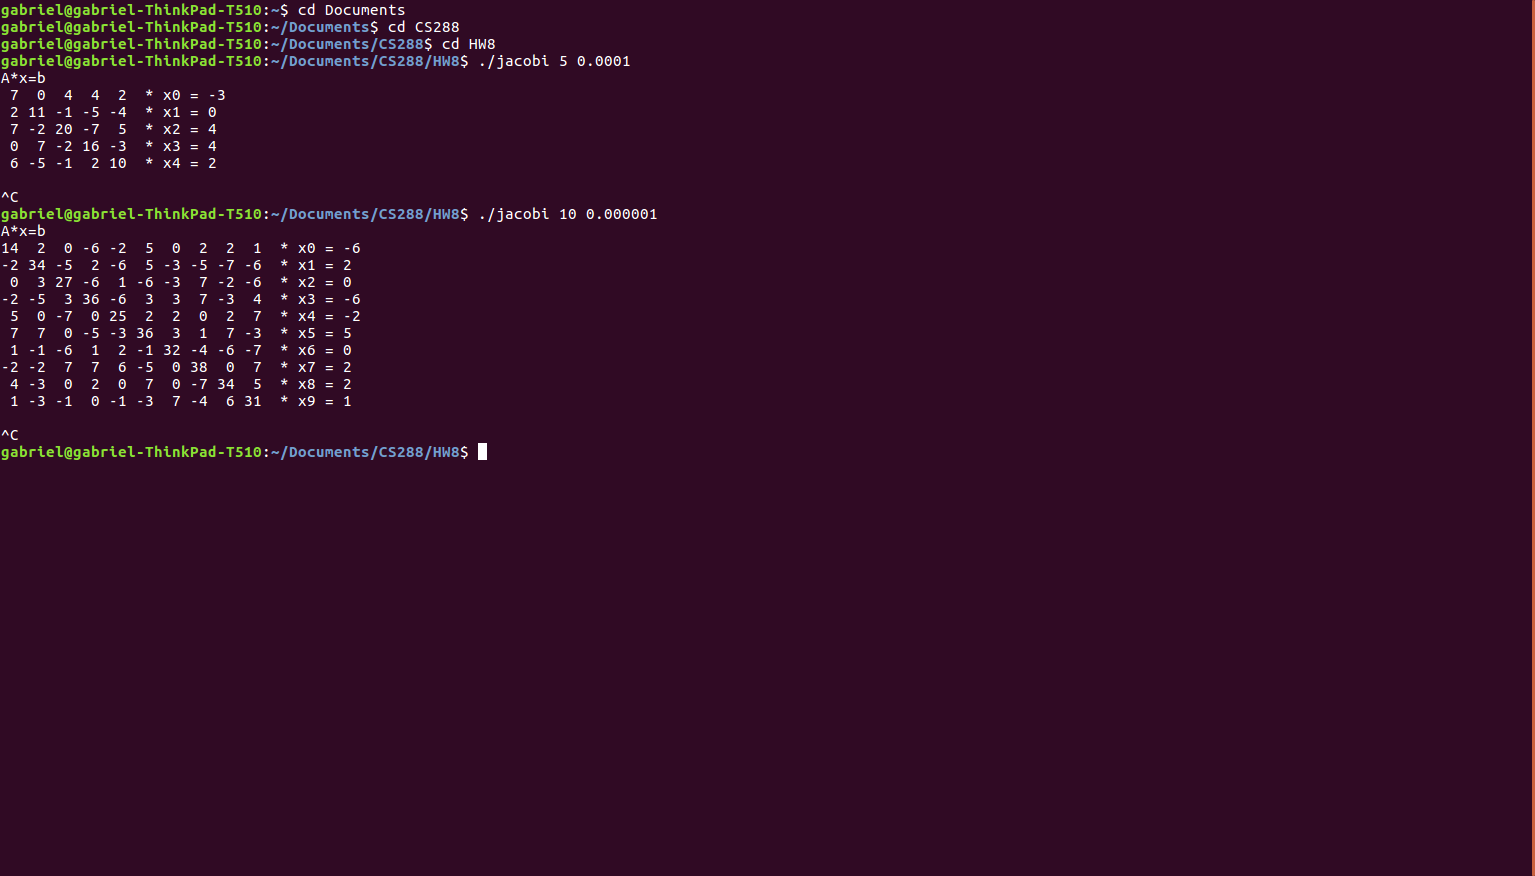 gabriel@gabriel-ThinkPad-T510:~$ cd Documents
gabriel@gabriel-ThinkPad-T510:~/Documents$ cd CS288
gabriel@gabriel-ThinkPad-T510:~/Documents/CS288$ cd HW8
gabriel@gabriel-ThinkPad-T510:~/Documents/CS288/HW8$ ./jacobi 5 0.0001
A*x=b
 7  0  4  4  2  * x0 = -3
 2 11 -1 -5 -4  * x1 = 0
 7 -2 20 -7  5  * x2 = 4
 0  7 -2 16 -3  * x3 = 4
 6 -5 -1  2 10  * x4 = 2

^C
gabriel@gabriel-ThinkPad-T510:~/Documents/CS288/HW8$ ./jacobi 10 0.000001
A*x=b
14  2  0 -6 -2  5  0  2  2  1  * x0 = -6
-2 34 -5  2 -6  5 -3 -5 -7 -6  * x1 = 2
 0  3 27 -6  1 -6 -3  7 -2 -6  * x2 = 0
-2 -5  3 36 -6  3  3  7 -3  4  * x3 = -6
 5  0 -7  0 25  2  2  0  2  7  * x4 = -2
 7  7  0 -5 -3 36  3  1  7 -3  * x5 = 5
 1 -1 -6  1  2 -1 32 -4 -6 -7  * x6 = 0
-2 -2  7  7  6 -5  0 38  0  7  * x7 = 2
 4 -3  0  2  0  7  0 -7 34  5  * x8 = 2
 1 -3 -1  0 -1 -3  7 -4  6 31  * x9 = 1

^C
gabriel@gabriel-ThinkPad-T510:~/Documents/CS288/HW8$